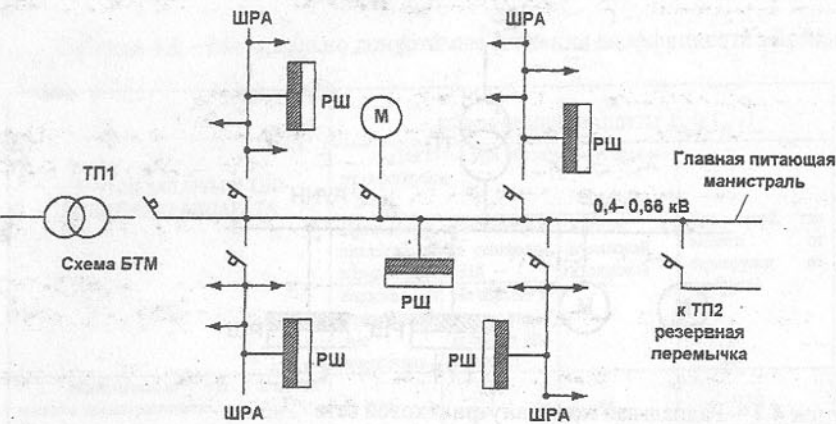 ШРА
ШРА
РШ
М
РШ
ТП1
Главная питающая
манистраль
0,4- 0,66 кВ
Схема БТМ
РШ
к ТП2
резервная
перемычка
РШ
РШ
ШРА
ШРА